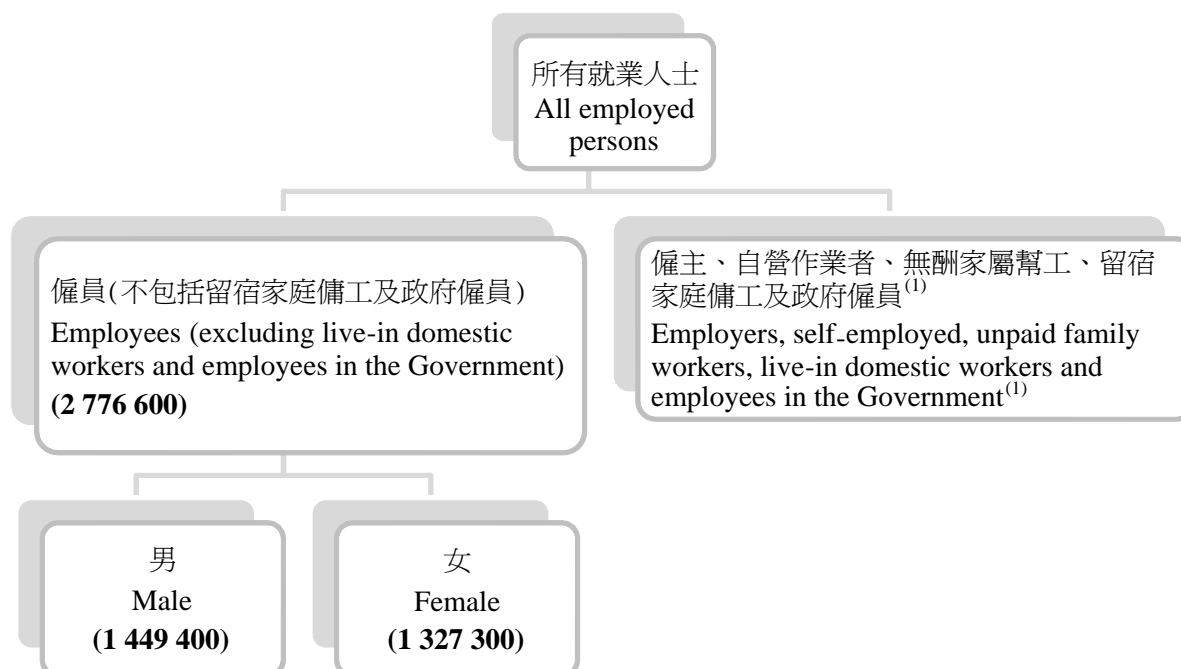 所有就業人士
All employed
persons
僱員(不包括留宿家庭傭工及政府僱員)
Employees (excluding live-in domestic
workers and employees in the Government)
(2 776 600)
僱主、自營作業者、無酬家屬幫工、留宿
家庭傭工及政府僱員(1)
Employers, self-employed, unpaid family
workers, live-in domestic workers and
employees in the Government(1)
男
Male
(1 449 400)
女
Female
(1 327 300)